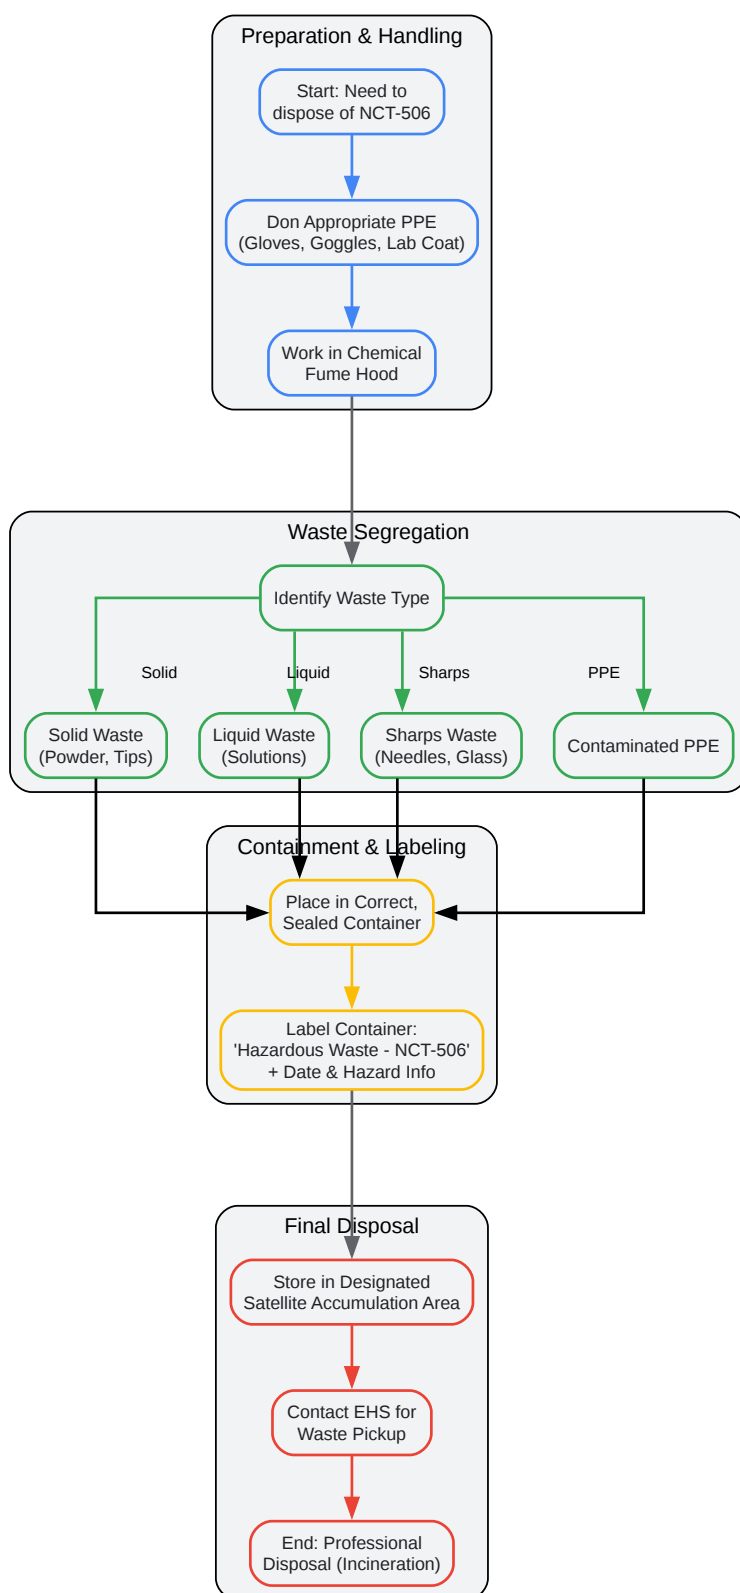 Preparation & Handling
Start: Need to
dispose of NCT-506
Don Appropriate PPE
(Gloves, Goggles, Lab Coat)
Work in Chemical
Fume Hood
Waste Segregation
Identify Waste Type
Solid
Liquid
Sharps
PPE
Solid Waste
(Powder, Tips)
Liquid Waste
(Solutions)
Sharps Waste
(Needles, Glass)
Contaminated PPE
Containment & Labeling
Place in Correct,
Sealed Container
Label Container:
'Hazardous Waste - NCT-506'
+ Date & Hazard Info
Final Disposal
Store in Designated
Satellite Accumulation Area
Contact EHS for
Waste Pickup
End: Professional
Disposal (Incineration)